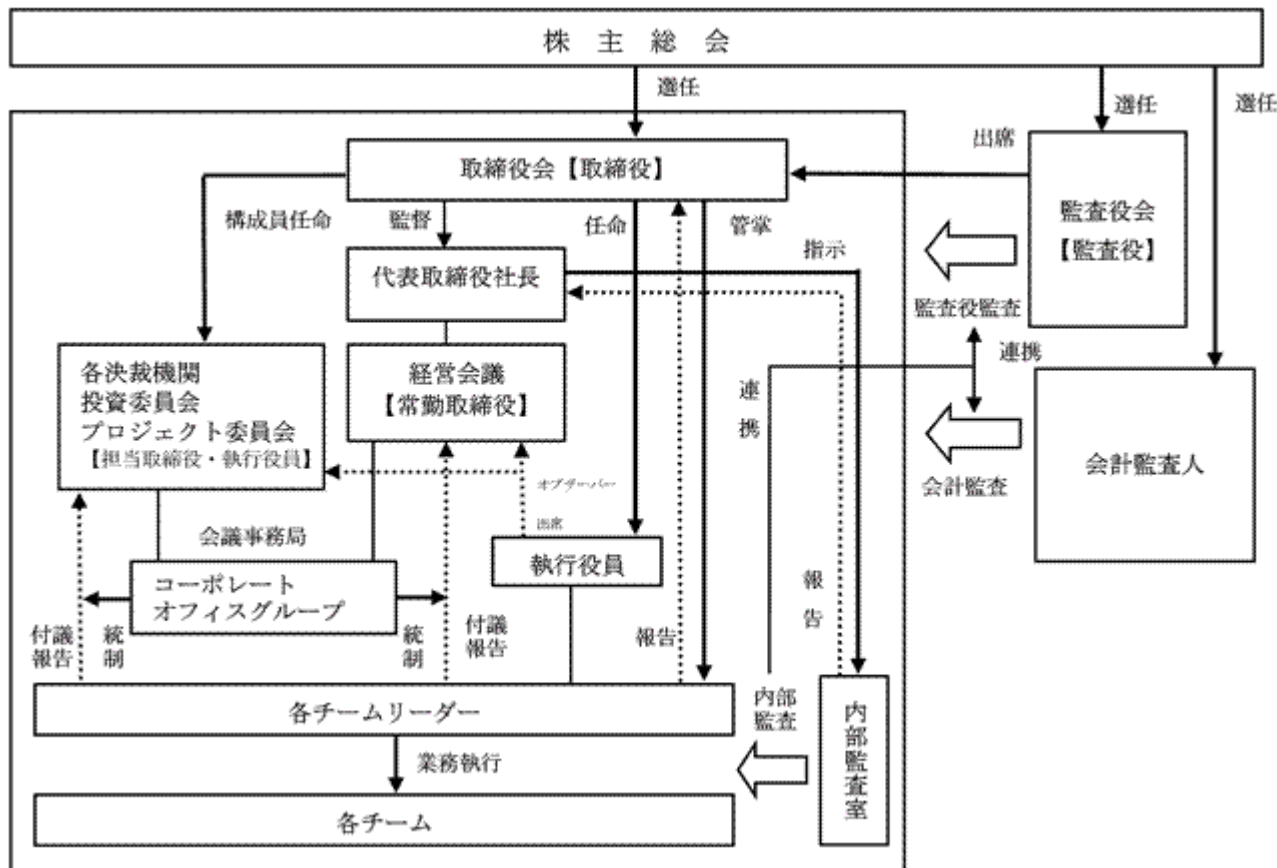 株主総会
選任
選任
選任
出席
取締役会【取締役】
監査役会
【監査役】
構成員任命
監督
任命
管掌
指示
代表取締役社長
監査役監査
連携
各決裁機関
投資委員会
プロジェクト委員会
【担当取締役・執行役員】
経営会議
【常勤取締役】
連携
会計監査人
会計監査
オブザーバー
出席
会議事務局
執行役員
コーポレート
オフィスグループ
報告
付議
報告
統制
統制
付議
報告
報告
各チームリーダー
内部
監査
内部監査室
業務執行
各チーム